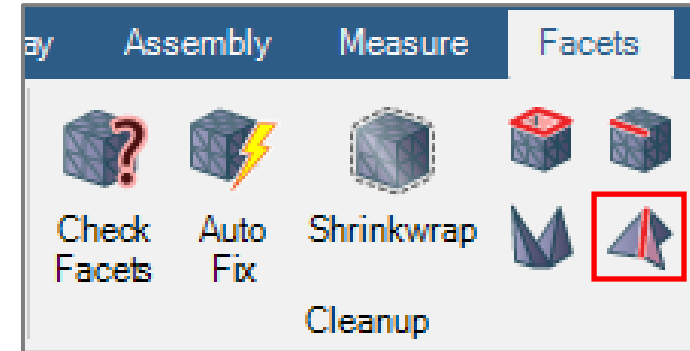 ay Assembly Measure Facets
Check Auto Shrinkwrap
Facets Fix
Cleanup